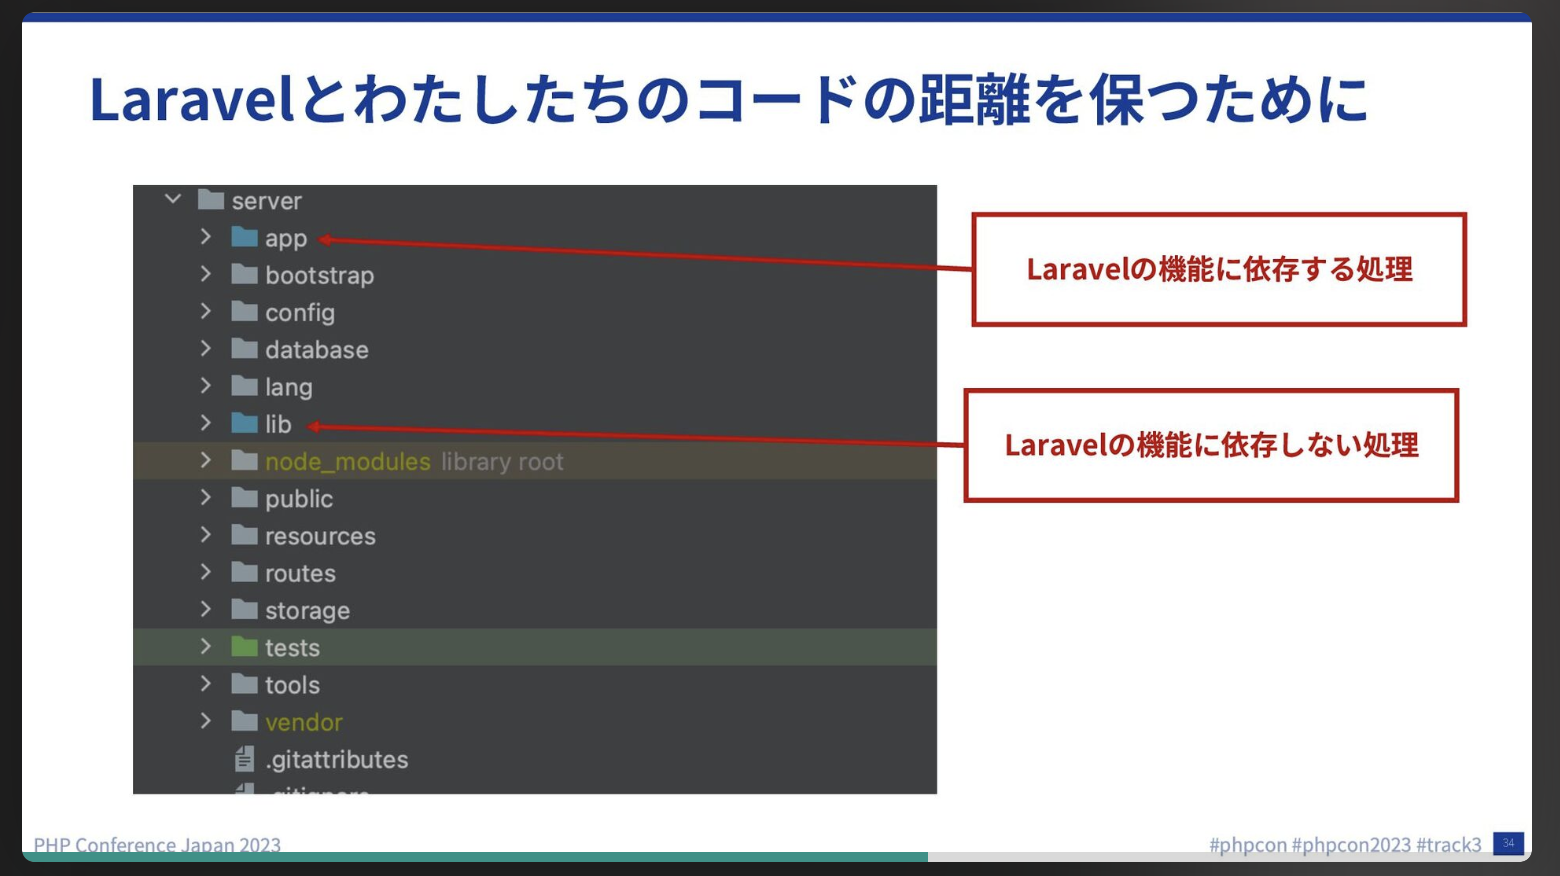 Laravelとわたしたちのコードの距離を保つために
server
app
bootstrap
config
database
lang
lib
node_modules library root
public
resources
routes
storage
tests
tools
vendor
.gitattributes
.gitignore
Laravelの機能に依存する処理
Laravelの機能に依存しない処理
PHP Conference Japan 2023
#phpcon #phpcon2023 #track3
34